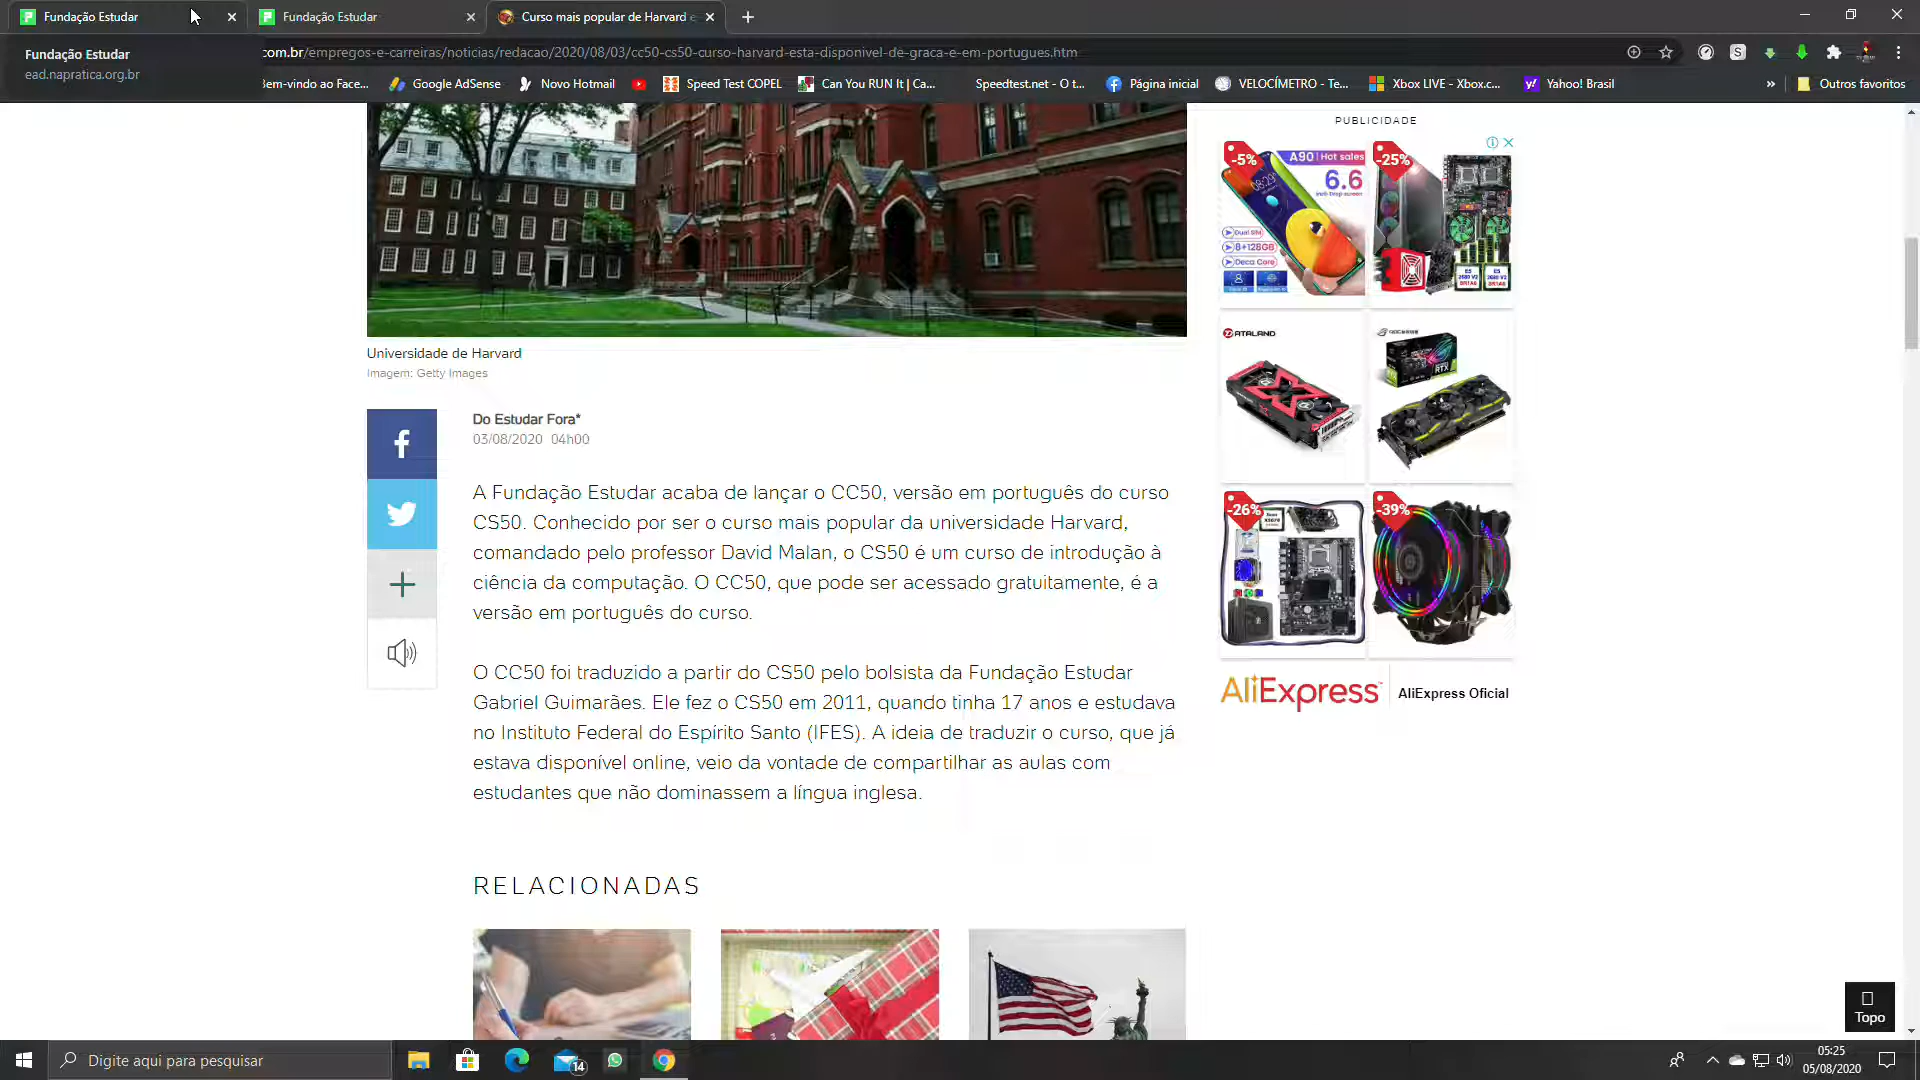 Fundação Estudar
Fundação Estudar
Curso mais popular de Harvard e
Fundação Estudar
ead.napratica.org.br
com.br/empregos-e-carreiras/noticias/redacao/2020/08/03/cc50-cs50-curso-harvard-esta-disponivel-de-graca-e-em-portugues.htm
Bem-vindo ao Face...
Google AdSense
Novo Hotmail
Speed Test COPEL
Can You RUN It | Ca...
Speedtest.net - O t...
Página inicial
VELOCÍMETRO - Te...
Xbox LIVE - Xbox.c...
Yahoo! Brasil
»
Outros favoritos
Universidade de Harvard
Imagem: Getty Images
Do Estudar Fora*
03/08/2020 04h00
A Fundação Estudar acaba de lançar o CC50, versão em português do curso
CS50. Conhecido por ser o curso mais popular da universidade Harvard,
comandado pelo professor David Malan, o CS50 é um curso de introdução à
ciência da computação. O CC50, que pode ser acessado gratuitamente, é a
versão em português do curso.
O CC50 foi traduzido a partir do CS50 pelo bolsista da Fundação Estudar
Gabriel Guimarães. Ele fez o CS50 em 2011, quando tinha 17 anos e estudava
no Instituto Federal do Espírito Santo (IFES). A ideia de traduzir o curso, que já
estava disponível online, veio da vontade de compartilhar as aulas com
estudantes que não dominassem a língua inglesa.
RELACIONADAS
PUBLICIDADE
-5%
A90 Hot sales
6.6
08:29
Dual SIM
8+128GB
Deca Core
-25%
E5
2680 V2
E5
2680 V2
ATALAND
RTX
-26%
-39%
AliExpress
AliExpress Oficial
Topo
Digite aqui para pesquisar
14
05:25
05/08/2020